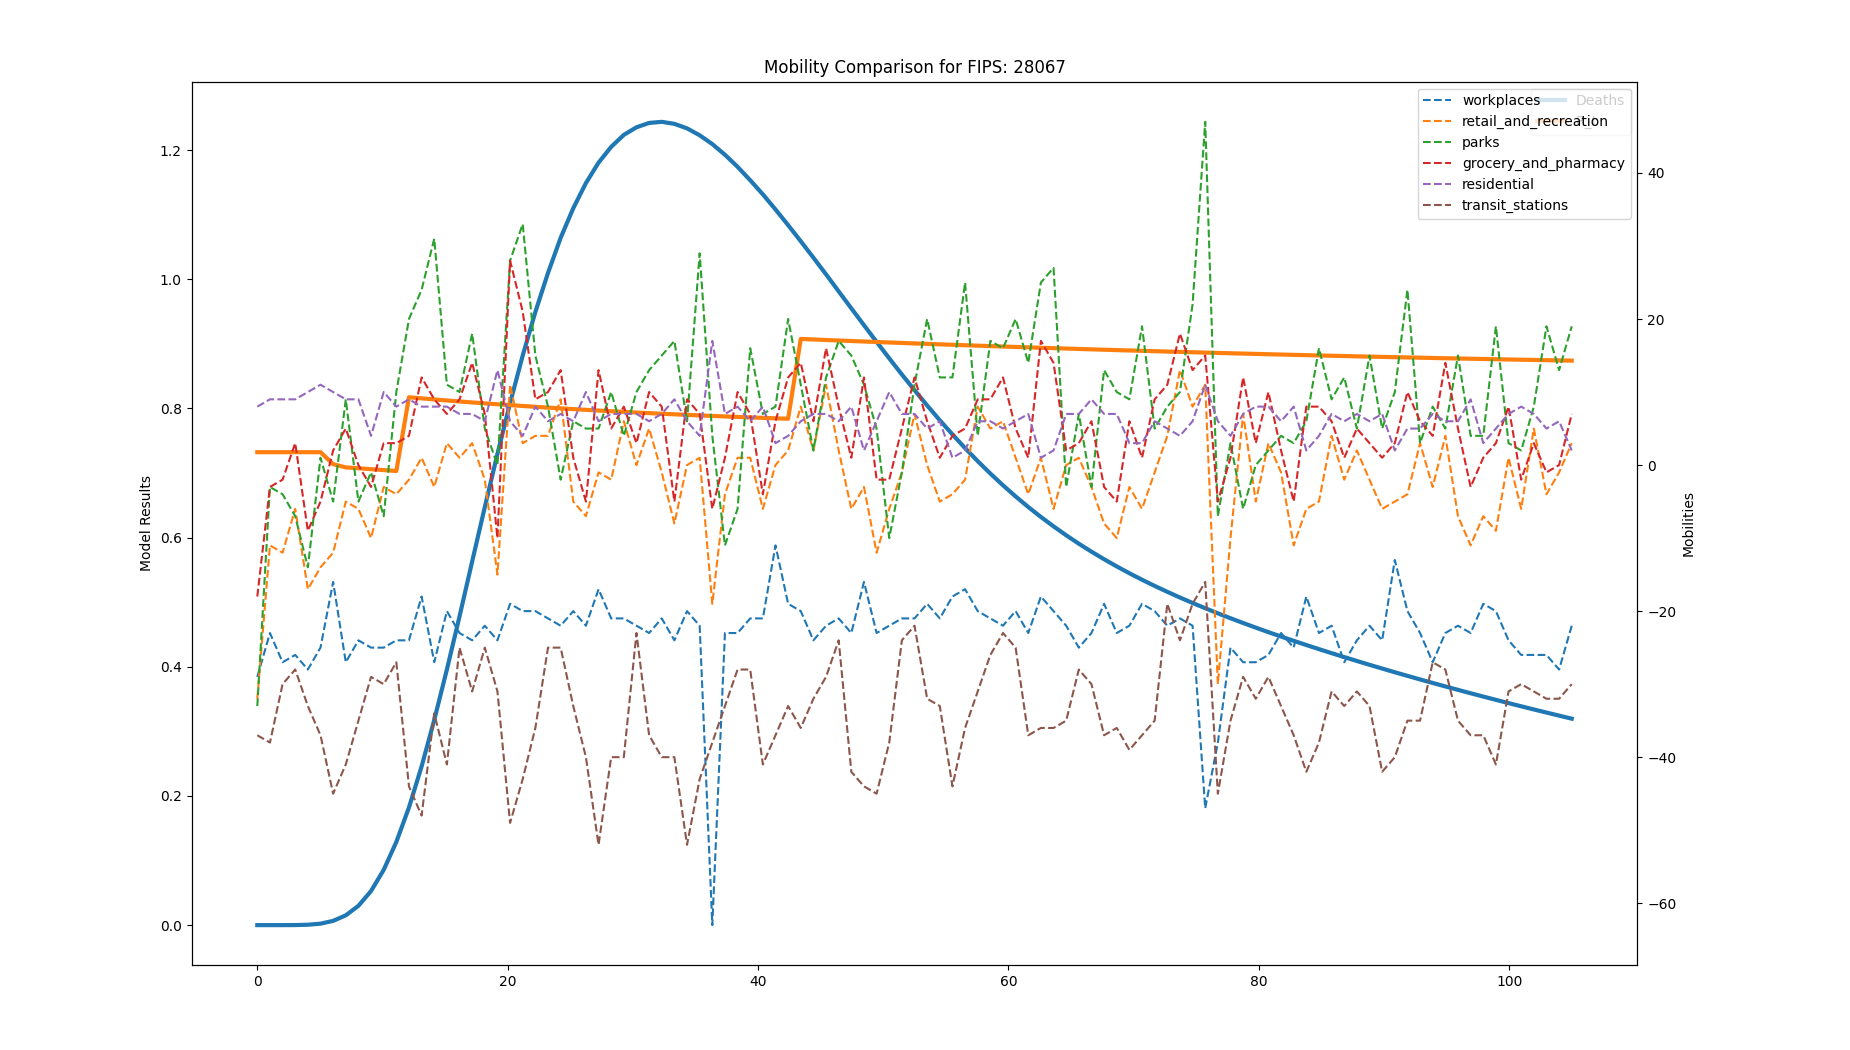 Mobility Comparison for FIPS: 28067
workplaces
retail_and_recreation
parks
grocery_and_pharmacy
residential
transit_stations
Deaths
Model Results
1.2
1.0
0.8
0.6
0.4
0.2
0.0
Mobilities
40
20
0
−20
−40
−60
0
20
40
60
80
100